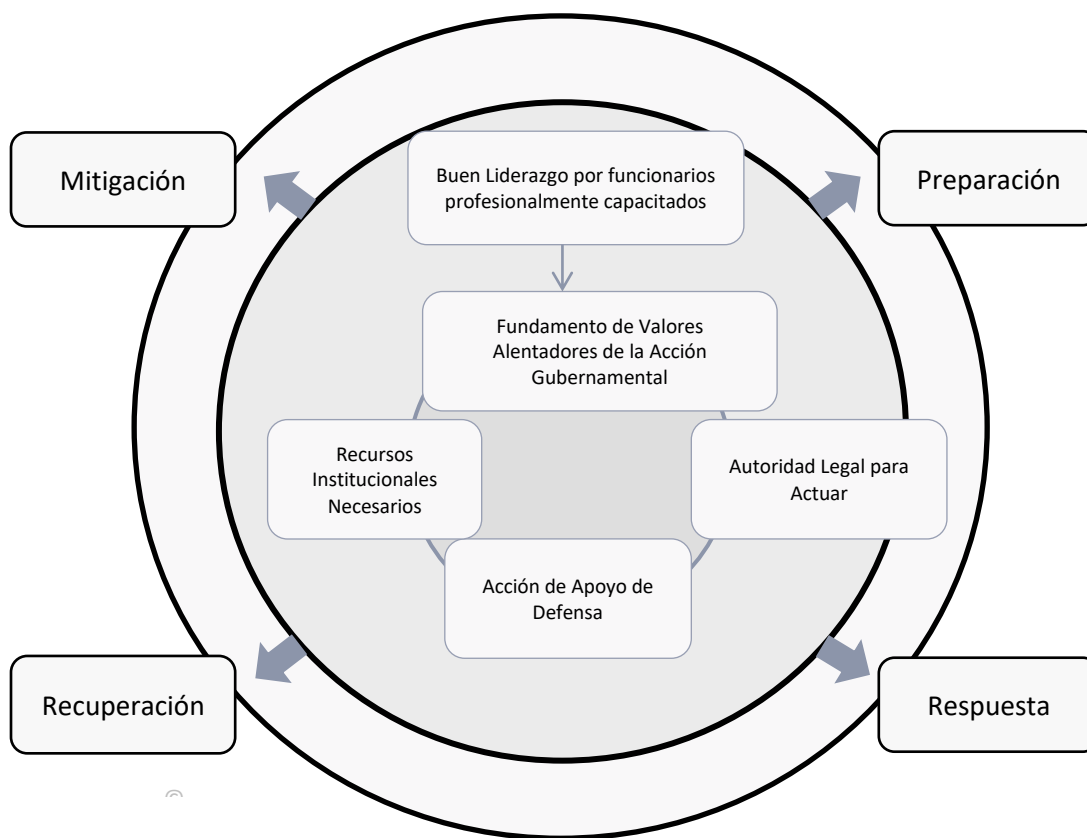 Mitigación
Buen Liderazgo por funcionarios
profesionalmente capacitados
Preparación
Fundamento de Valores
Alentadores de la Acción
Gubernamental
Recursos
Institucionales
Necesarios
Autoridad Legal para
Actuar
Acción de Apoyo de
Defensa
Recuperación
Respuesta
©